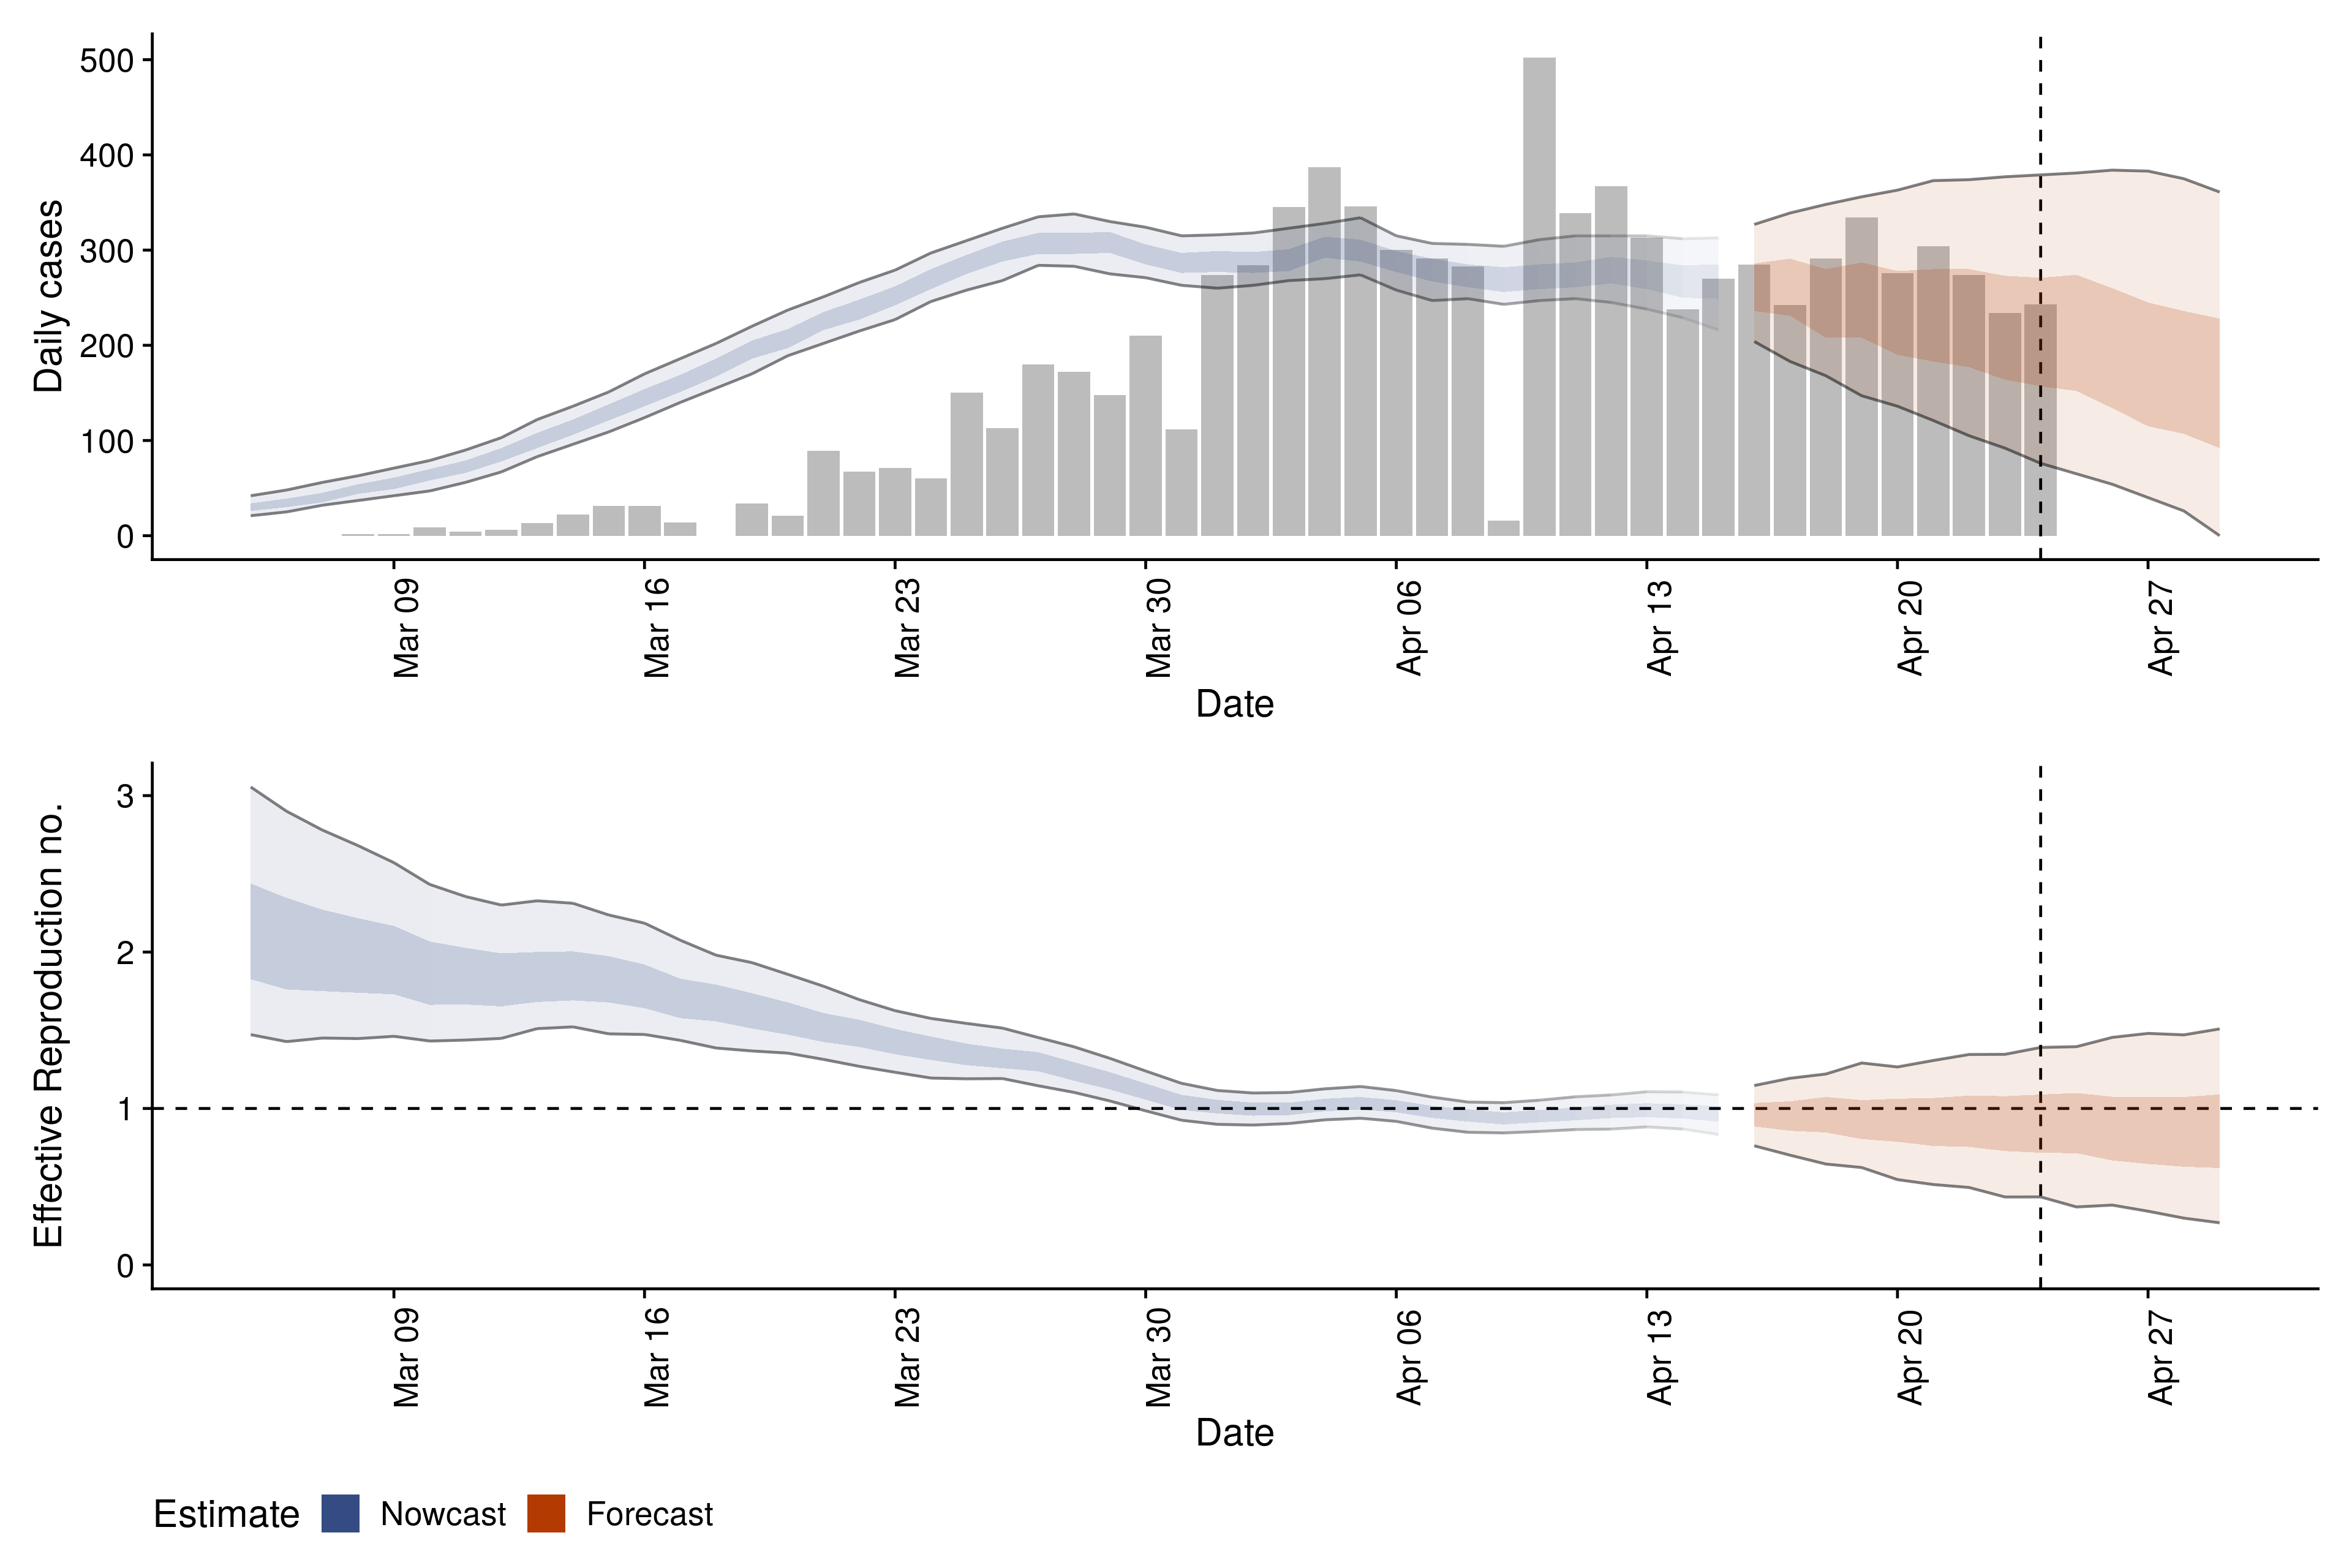 Daily cases
500
400
300
200
100
0
Mar 09
Mar 16
Mar 23
Mar 30
Apr 06
Apr 13
Apr 20
Apr 27
Date
Effective Reproduction no.
3
2
1
0
Mar 09
Mar 16
Mar 23
Mar 30
Apr 06
Apr 13
Apr 20
Apr 27
Date
Estimate Nowcast Forecast